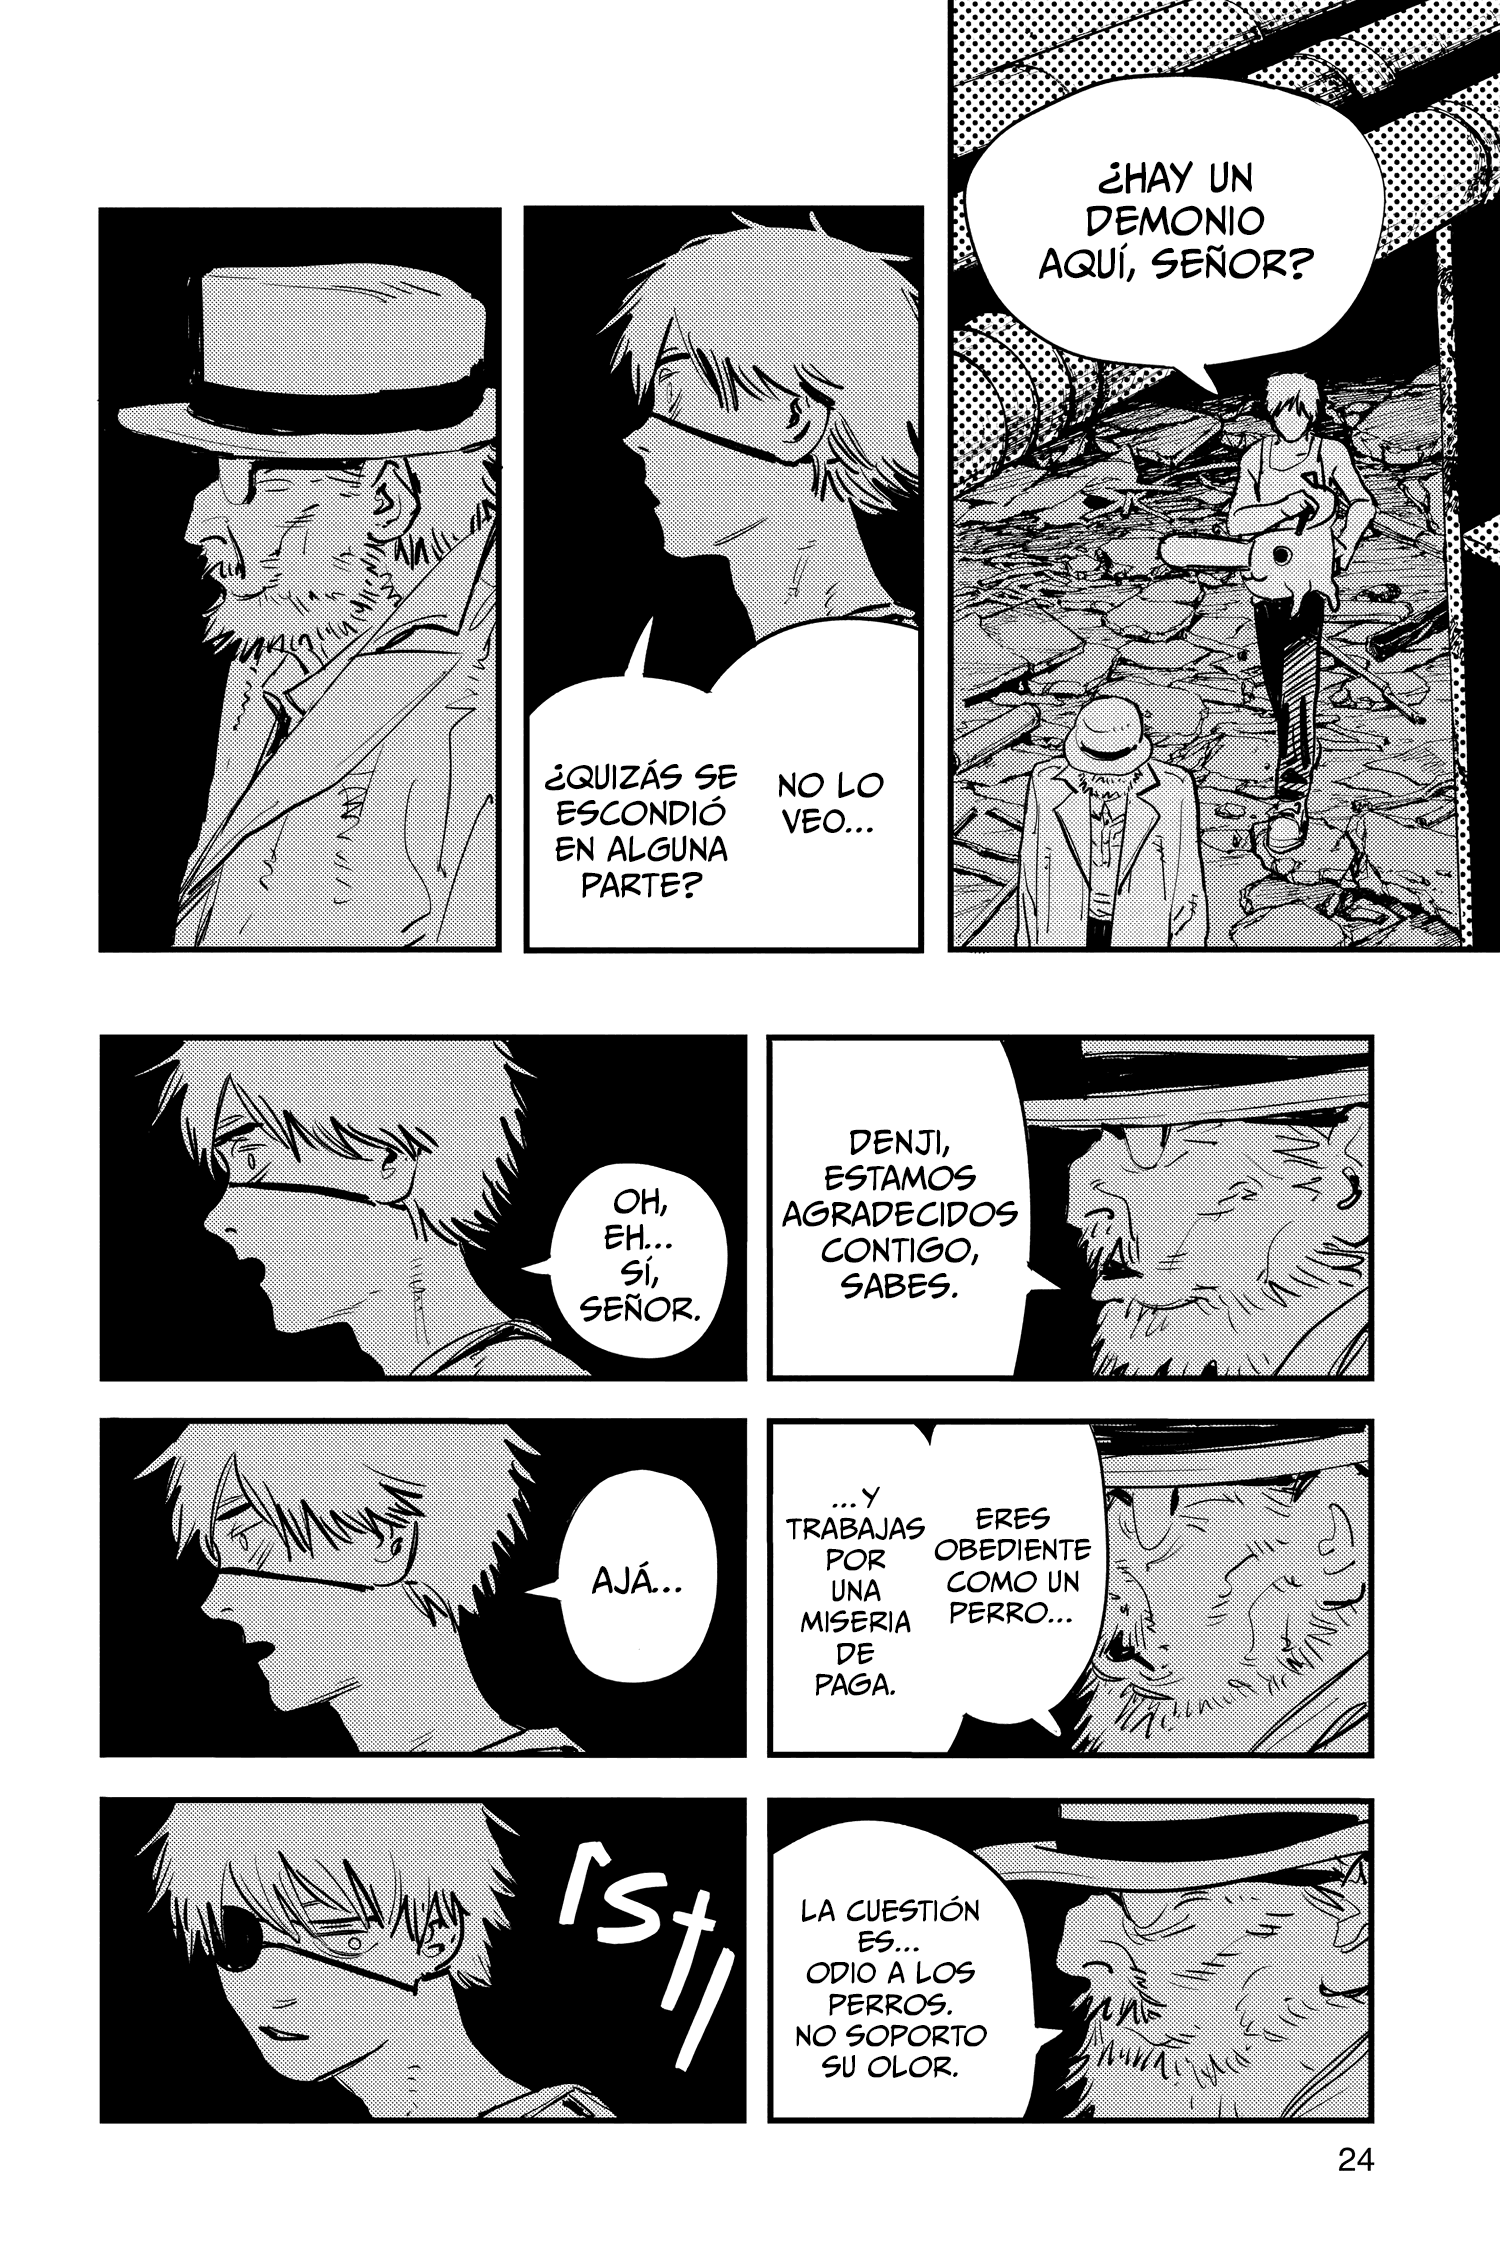 ¿HAY UN
DEMONIO
AQUÍ, SEÑOR?
NO LO
VEO...
¿QUIZÁS SE
ESCONDIÓ
EN ALGUNA
PARTE?
DENJI,
ESTAMOS
AGRADECIDOS
CONTIGO,
SABES.
OH,
EH...
SÍ,
SEÑOR.
ERES
OBEDIENTE
COMO UN
PERRO...
...Y
TRABAJAS
POR
UNA
MISERIA
DE
PAGA.
AJÁ...
LA CUESTIÓN
ES...
ODIO A LOS
PERROS.
NO SOPORTO
SU OLOR.
24